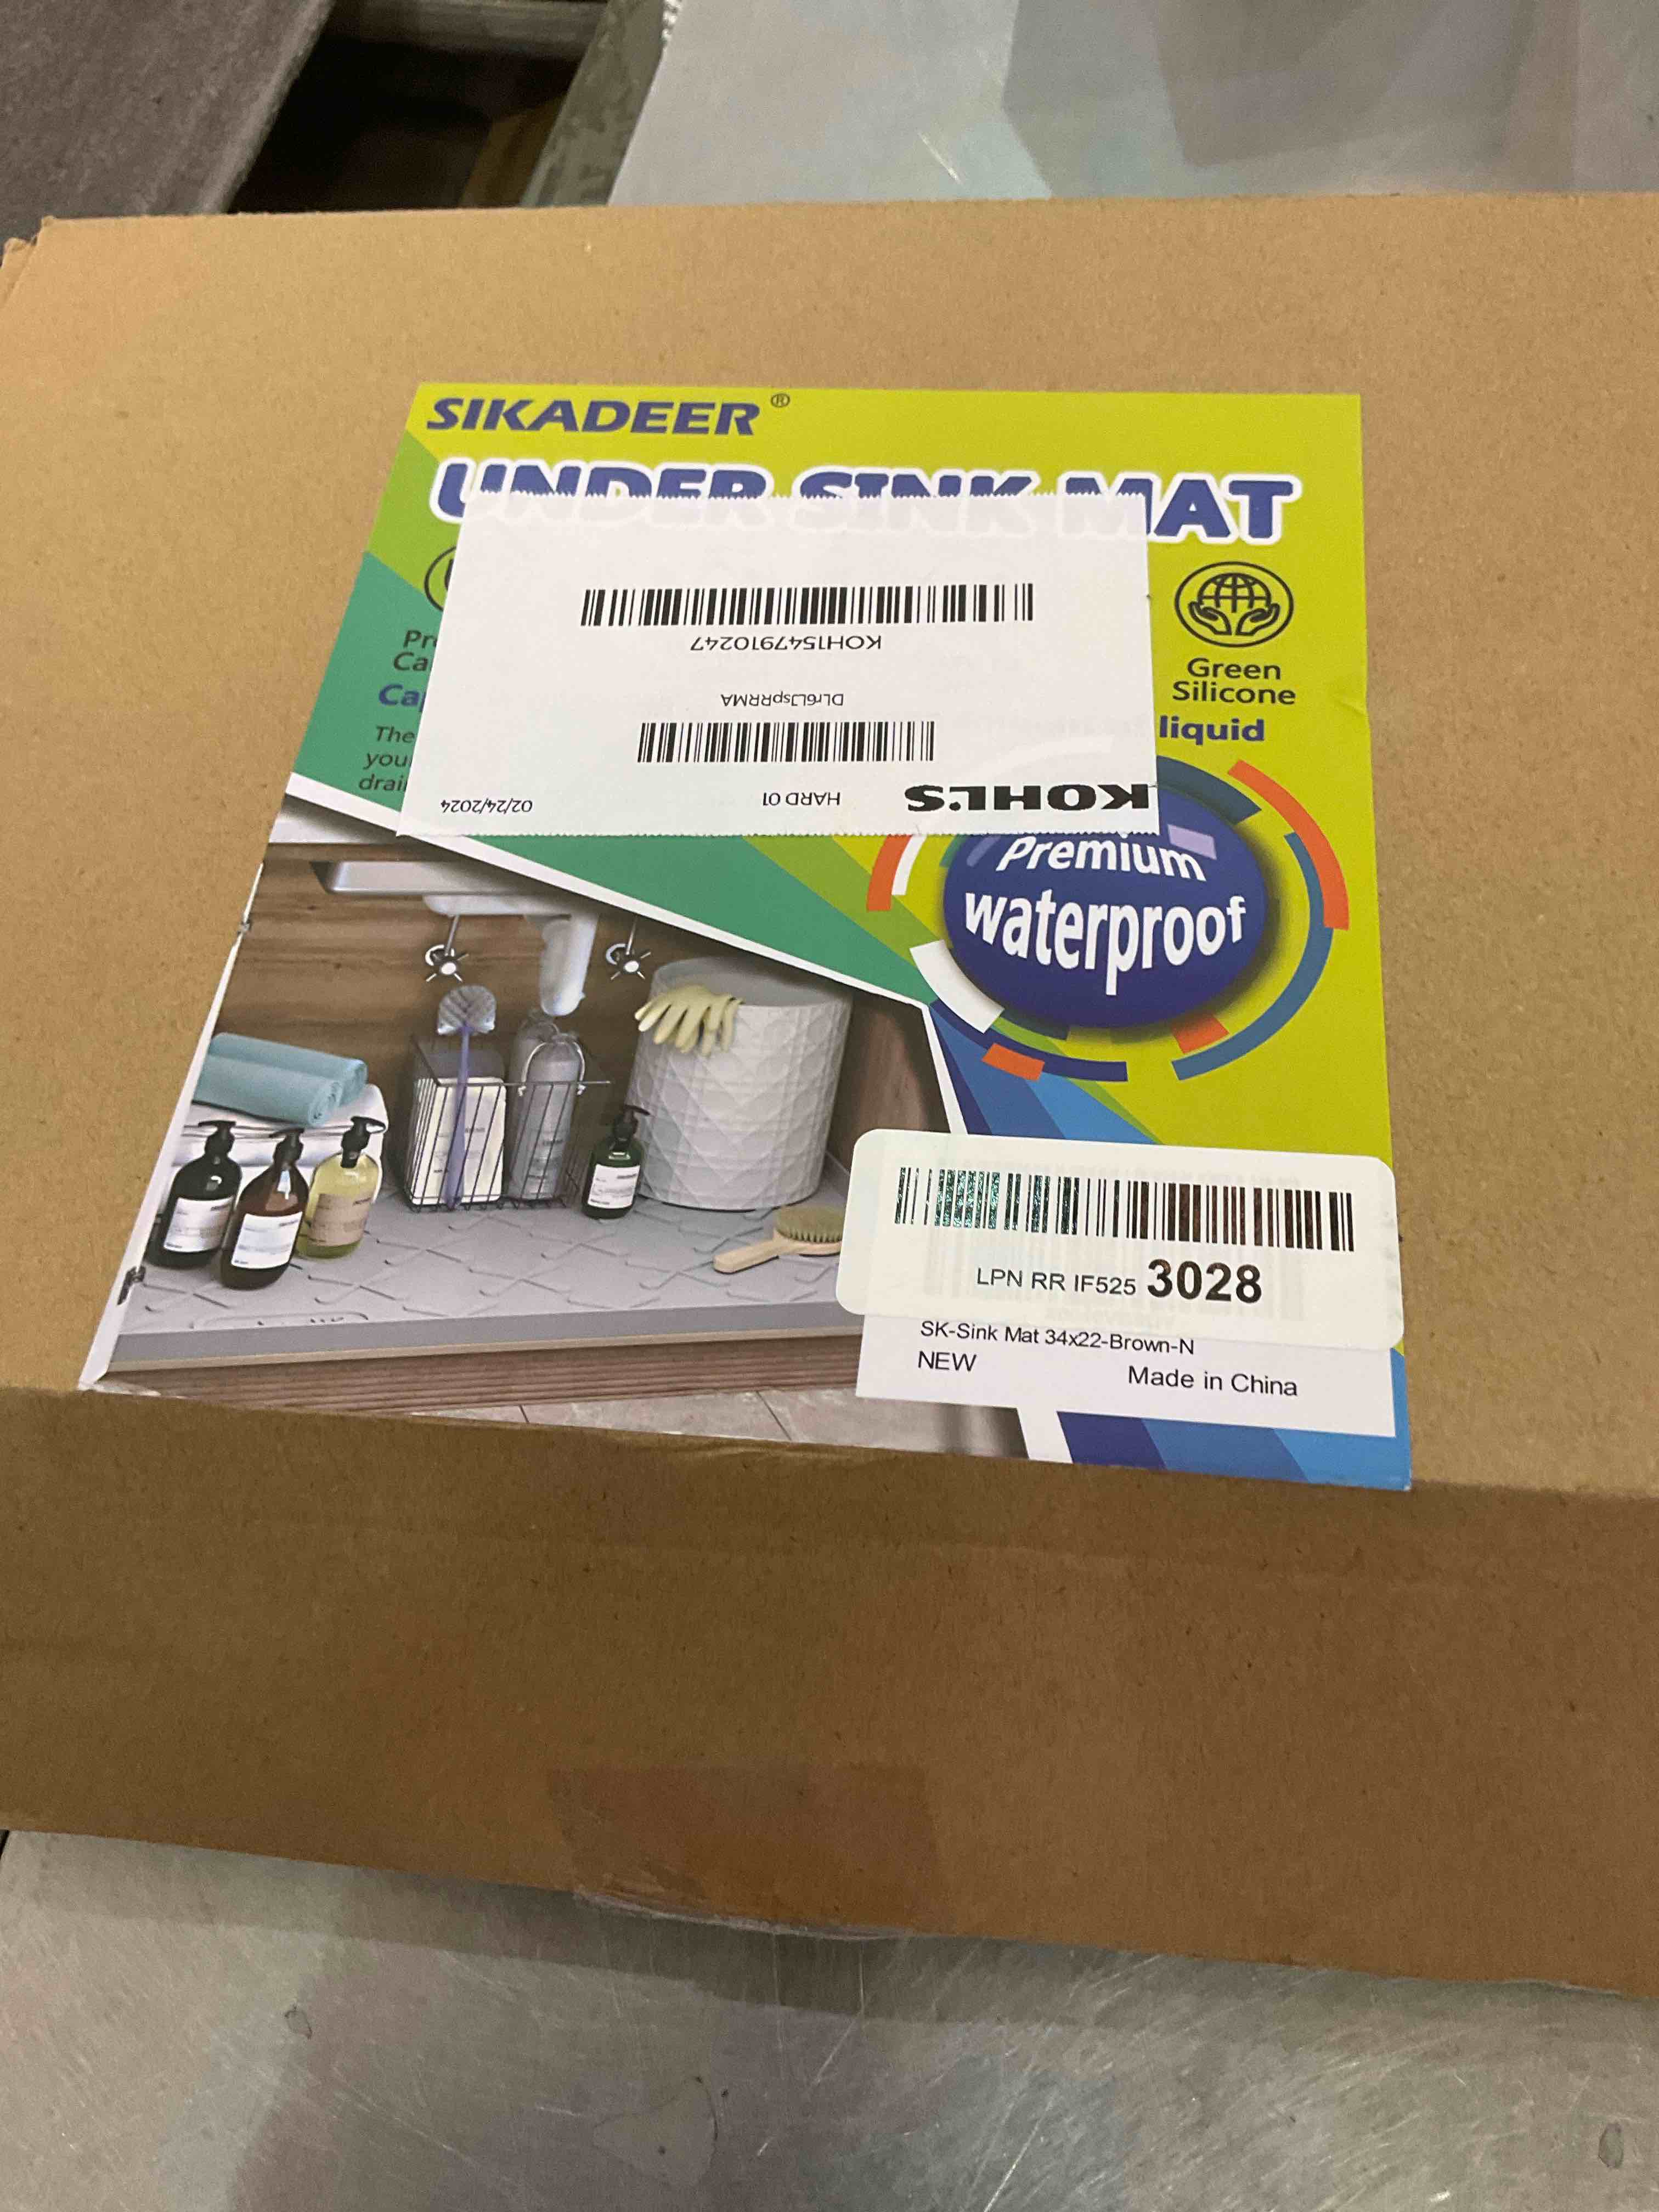 SIKADEER®
UNDER SINK MAT
Green
Silicone
liquid
The
KOHL'S
HARD 01
02/24/2024
DLr6LJspRRMA
KOH1547910247
Premium
waterproof
LPN RR IF525 3028
SK-Sink Mat 34x22-Brown-N
NEW
Made in China